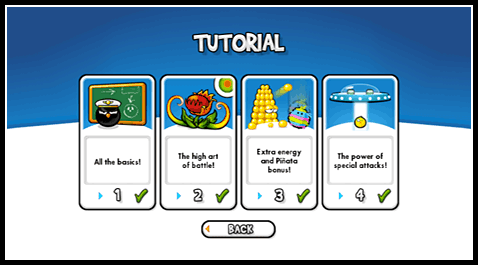 TUTORIAL
All the basics!
1
The high art
of battle!
2
Extra energy
and Piñata
bonus!
3
The power of
special attacks!
4
BACK